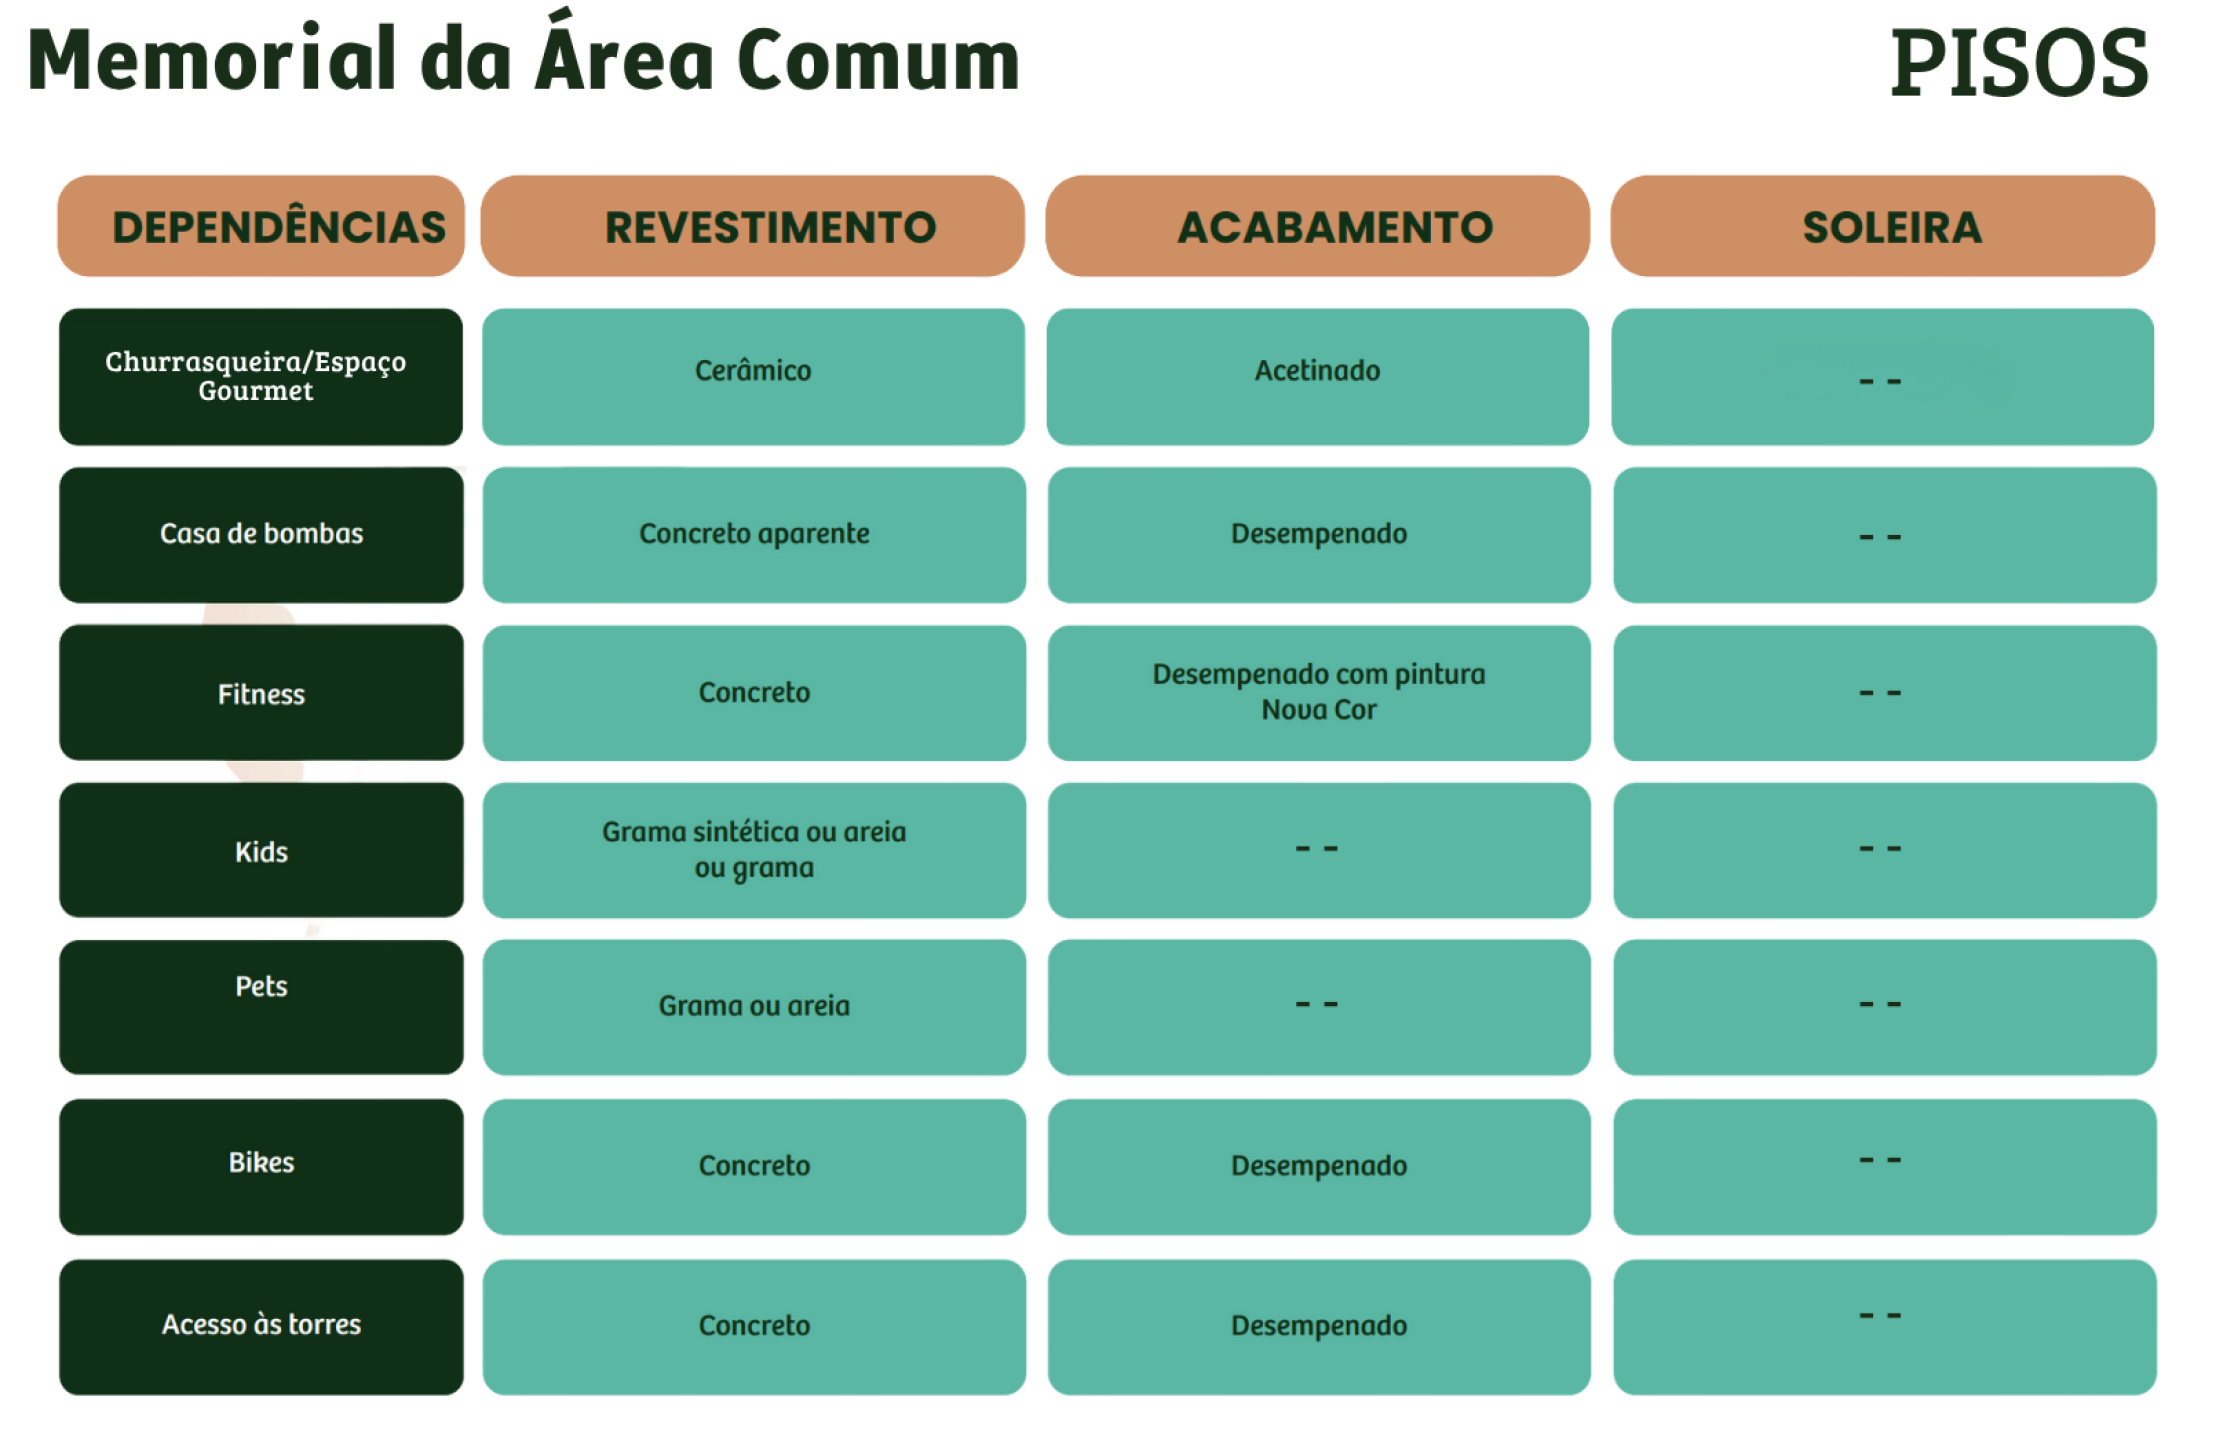 Memorial da Área Comum
PISOS
DEPENDÊNCIAS
REVESTIMENTO
ACABAMENTO
SOLEIRA
Churrasqueira/Espaço
Gourmet
Cerâmico
Acetinado
- -
Casa de bombas
Concreto aparente
Desempenado
- -
Fitness
Concreto
Desempenado com pintura
Nova Cor
- -
Kids
Grama sintética ou areia
ou grama
- -
- -
Pets
Grama ou areia
- -
- -
Bikes
Concreto
Desempenado
- -
Acesso às torres
Concreto
Desempenado
- -